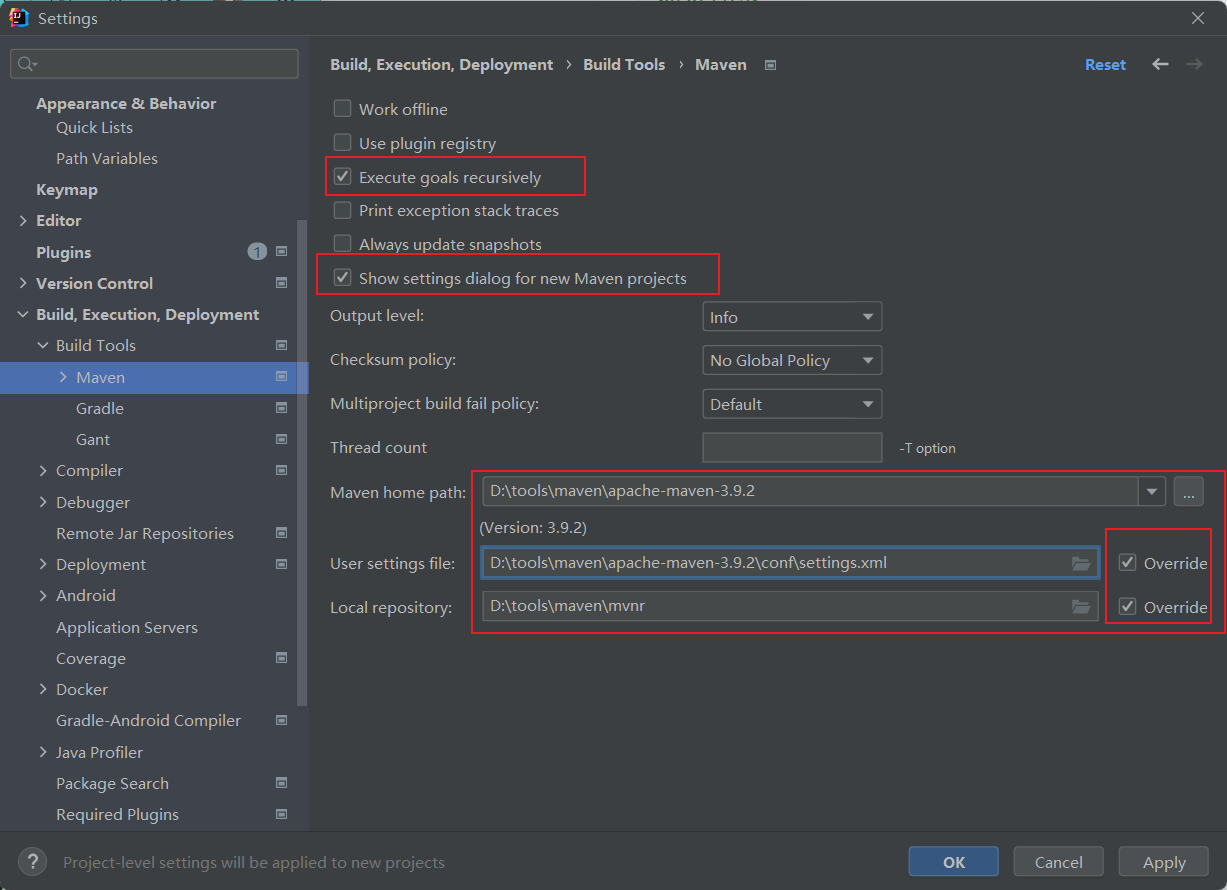 Settings
Build, Execution, Deployment › Build Tools › Maven
Reset
Appearance & Behavior
Quick Lists
Path Variables
Keymap
Editor
Plugins 1
Version Control
Build, Execution, Deployment
Build Tools
Maven
Gradle
Gant
Compiler
Debugger
Remote Jar Repositories
Deployment
Android
Application Servers
Coverage
Docker
Gradle-Android Compiler
Java Profiler
Package Search
Required Plugins
Work offline
Use plugin registry
Execute goals recursively
Print exception stack traces
Always update snapshots
Show settings dialog for new Maven projects
Output level: Info
Checksum policy: No Global Policy
Multiproject build fail policy: Default
Thread count -T option
Maven home path: D:\tools\maven\apache-maven-3.9.2 ...
(Version: 3.9.2)
User settings file: D:\tools\maven\apache-maven-3.9.2\conf\settings.xml Override
Local repository: D:\tools\maven\mvnr Override
? Project-level settings will be applied to new projects
OK Cancel Apply